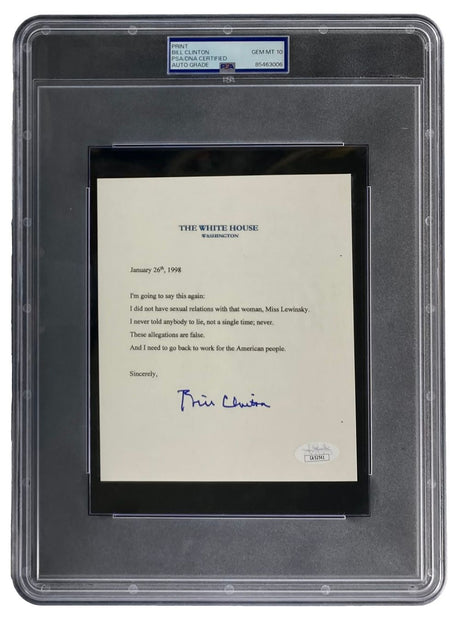 PRINT
BILL CLINTON GEM MT 10
PSA/DNA CERTIFIED
AUTO GRADE PSA 85463006
THE WHITE HOUSE
WASHINGTON
January 26th, 1998
I'm going to say this again:
I did not have sexual relations with that woman, Miss Lewinsky.
I never told anybody to lie, not a single time; never.
These allegations are false.
And I need to go back to work for the American people.
Sincerely,
Bill Clinton